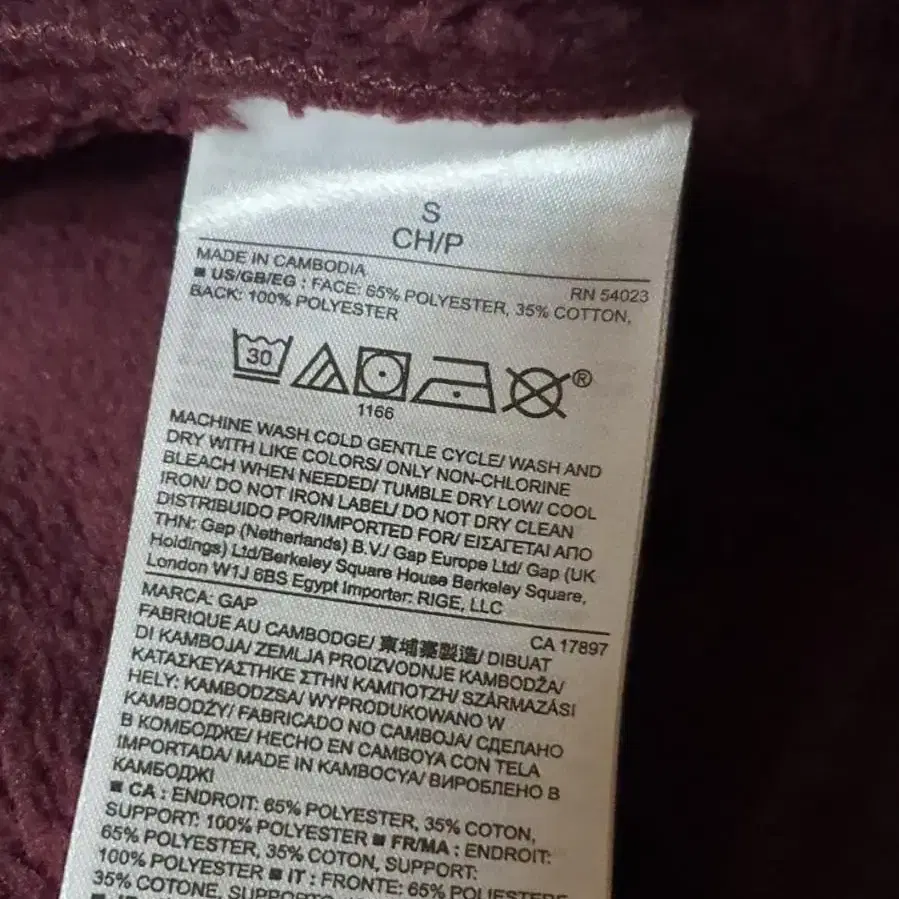 S
CH/P
MADE IN CAMBODIA
RN 54023
■ US/GB/EG : FACE: 65% POLYESTER, 35% COTTON,
BACK: 100% POLYESTER
30
®
1166
MACHINE WASH COLD GENTLE CYCLE/ WASH AND
DRY WITH LIKE COLORS/ ONLY NON-CHLORINE
BLEACH WHEN NEEDED/ TUMBLE DRY LOW/ COOL
IRON/ DO NOT IRON LABEL/ DO NOT DRY CLEAN
DISTRIBUIDO POR/IMPORTED FOR/ ΕΙΣΑΓΕΤΑΙ ΑΠΟ
THN: Gap (Netherlands) B.V./ Gap Europe Ltd/ Gap (UK
Holdings) Ltd/Berkeley Square House Berkeley Square,
London W1J 6BS Egypt Importer: RIGE, LLC
MARCA: GAP
CA 17897
FABRIQUE AU CAMBODGE/ 柬埔寨製造/ DIBUAT
DI KAMBOJA/ ZEMLJA PROIZVODNJE KAMBODŽA/
ΚΑΤΑΣΚΕΥΑΣΤΗΚΕ ΣΤΗΝ ΚΑΜΠΟΤΖΗ/ SZÁRMAZÁSI
HELY: KAMBODZSA/ WYPRODUKOWANO W
KAMBODŻY/ FABRICADO NO CAMBOJA/ СДЕЛАНО
В КОМБОДЖЕ/ HECHO EN CAMBOYA CON TELA
IMPORTADA/ MADE IN KAMBOCYA/ ВИРОБЛЕНО В
КАМБОДЖІ
■ CA : ENDROIT: 65% POLYESTER, 35% COTON,
SUPPORT: 100% POLYESTER ■ FR/MA : ENDROIT:
65% POLYESTER, 35% COTON, SUPPORT:
100% POLYESTER ■ IT : FRONTE: 65% POLIESTERE,
35% COTONE, SUPPORTO: 100%